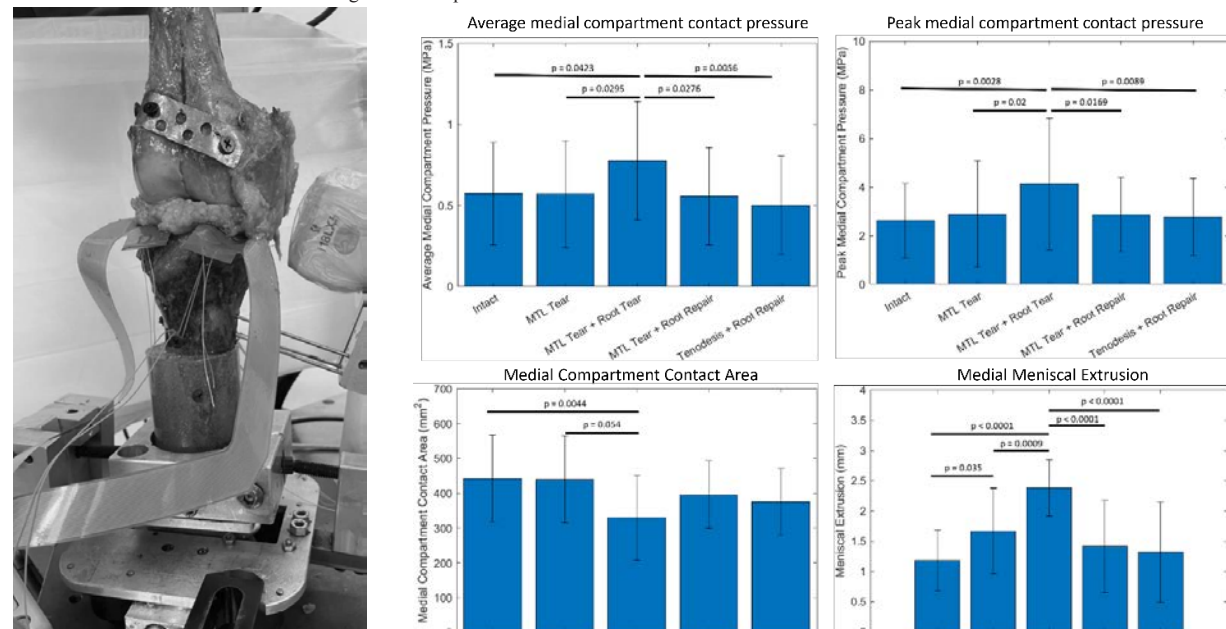 Average medial compartment contact pressure
Average Medial Compartment Pressure (MPa)
1.5
1
0.5
0
p = 0.0423
p = 0.0056
p = 0.0295
p = 0.0276
Intact
MTL Tear
MTL Tear + Root Tear
MTL Tear + Root Repair
Tenodesis + Root Repair
Peak medial compartment contact pressure
Peak Medial Compartment Pressure (MPa)
10
8
6
4
2
0
p = 0.0028
p = 0.0089
p = 0.02
p = 0.0169
Intact
MTL Tear
MTL Tear + Root Tear
MTL Tear + Root Repair
Tenodesis + Root Repair
Medial Compartment Contact Area
Medial Compartment Contact Area (mm²)
700
600
500
400
300
200
100
p = 0.0044
p = 0.054
Medial Meniscal Extrusion
Meniscal Extrusion (mm)
4
3.5
3
2.5
2
1.5
1
0.5
p < 0.0001
p < 0.0001
p < 0.0001
p = 0.0009
p = 0.035